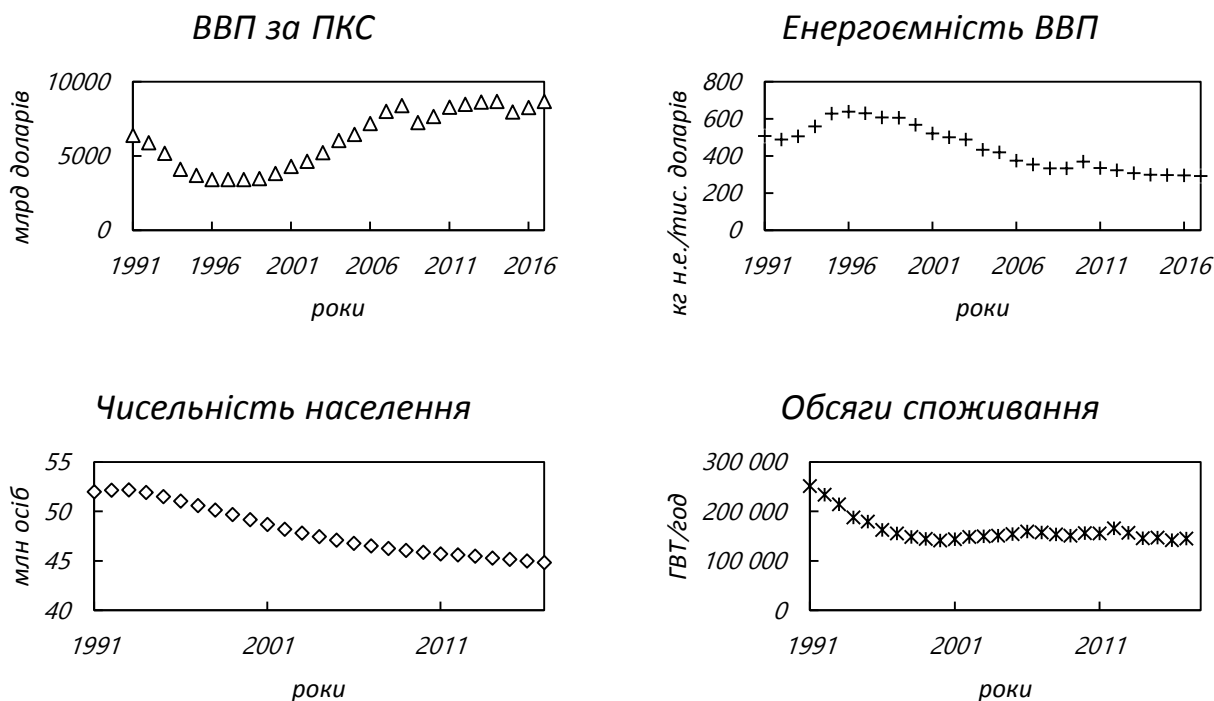 ВВП за ПКС
млрд доларів
10000
5000
0
1991 1996 2001 2006 2011 2016
роки
Енергоємність ВВП
кг н.е./тис. доларів
800
600
400
200
0
1991 1996 2001 2006 2011 2016
роки
Чисельність населення
млн осіб
55
50
45
40
1991 2001 2011
роки
Обсяги споживання
ГВТ/год
300 000
200 000
100 000
0
1991 2001 2011
роки